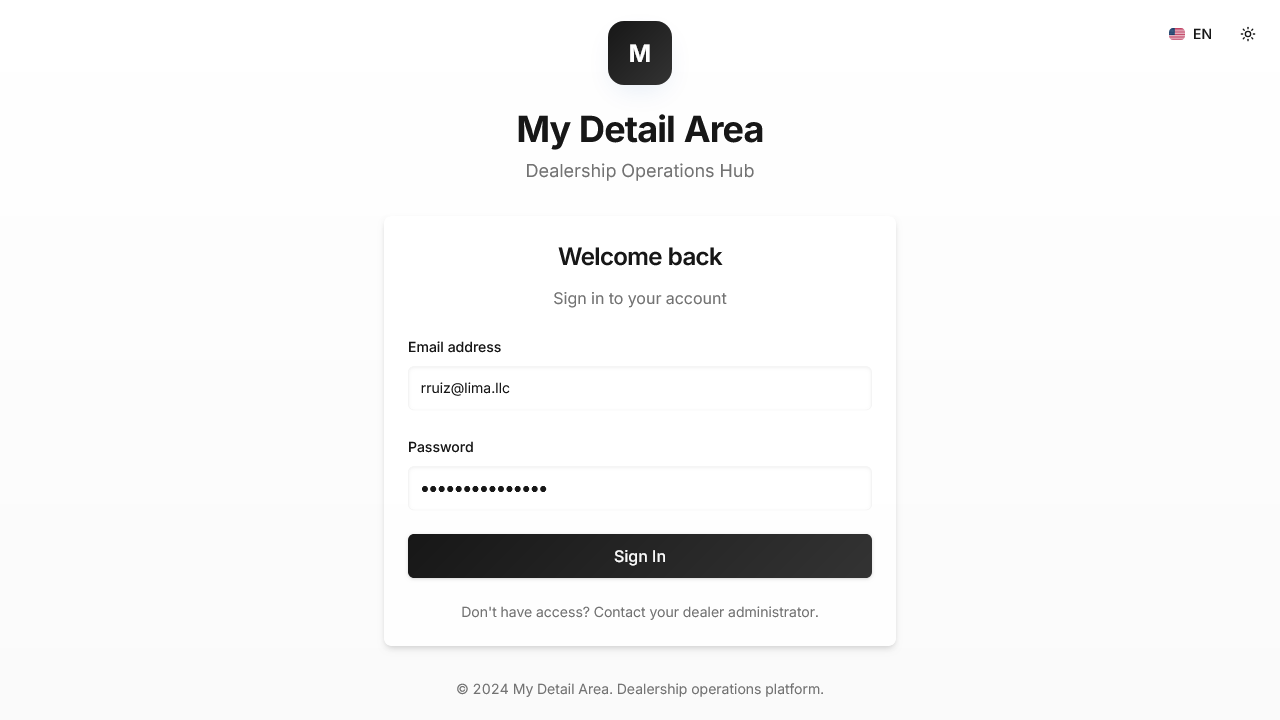 EN
M
My Detail Area
Dealership Operations Hub
Welcome back
Sign in to your account
Email address
rruiz@lima.llc
Password
•••••••••••••••
Sign In
Don't have access? Contact your dealer administrator.
© 2024 My Detail Area. Dealership operations platform.